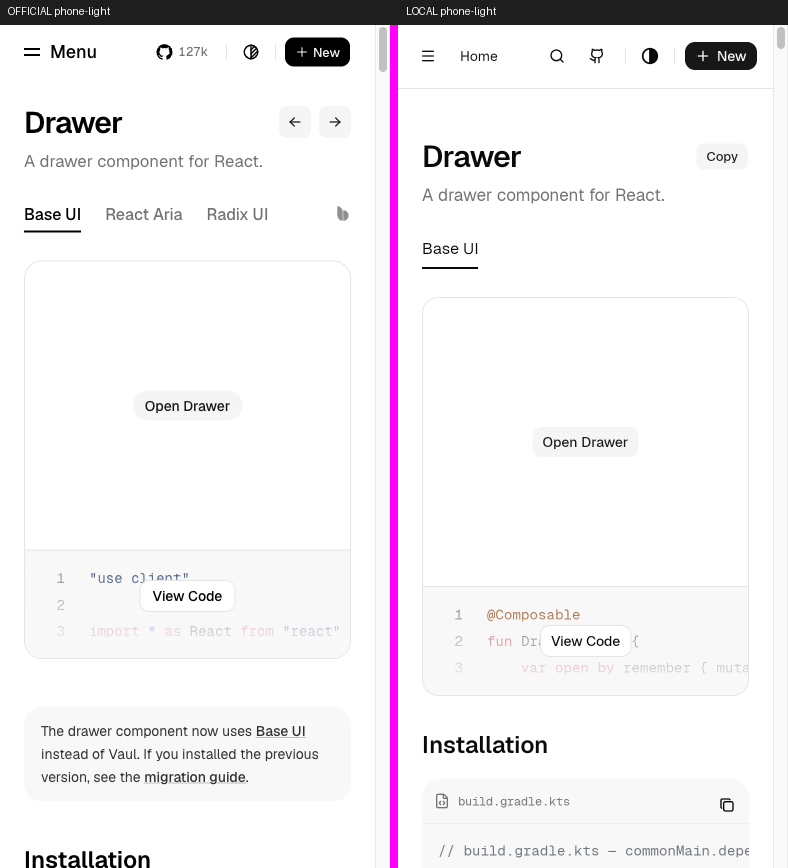 OFFICIAL phone-light
Menu
127k
New
Drawer
A drawer component for React.
Base UI
React Aria
Radix UI
Open Drawer
1 "use client"
View Code
2
3 import * as React from "react"
The drawer component now uses Base UI
instead of Vaul. If you installed the previous
version, see the migration guide.
Installation
LOCAL phone-light
Home
New
Drawer
Copy
A drawer component for React.
Base UI
Open Drawer
1 @Composable
2 fun Dra {
View Code
3 var open by remember { muta
Installation
build.gradle.kts
// build.gradle.kts — commonMain.depe